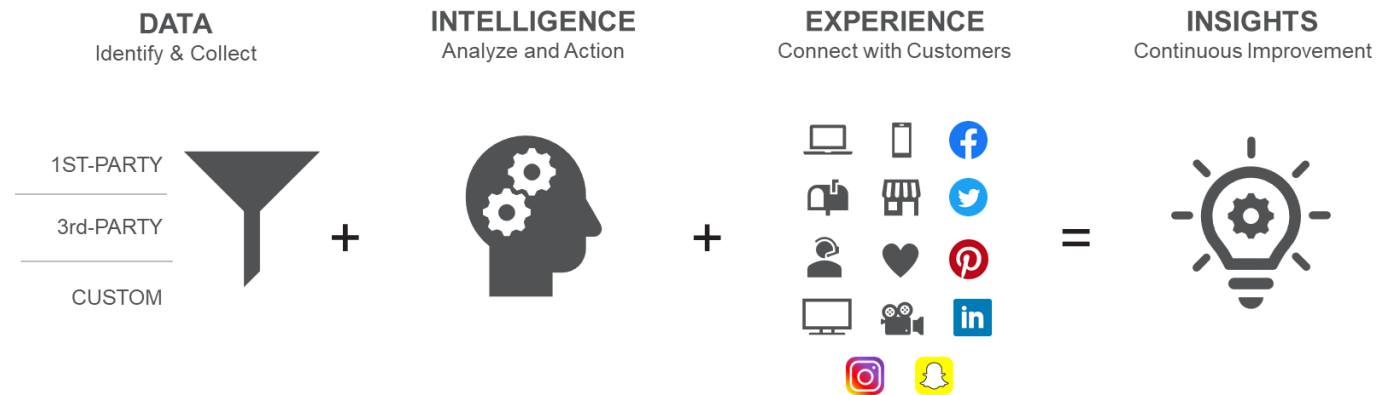 DATA
Identify & Collect
INTELLIGENCE
Analyze and Action
EXPERIENCE
Connect with Customers
INSIGHTS
Continuous Improvement
1ST-PARTY
3rd-PARTY
CUSTOM
+
+
=
in